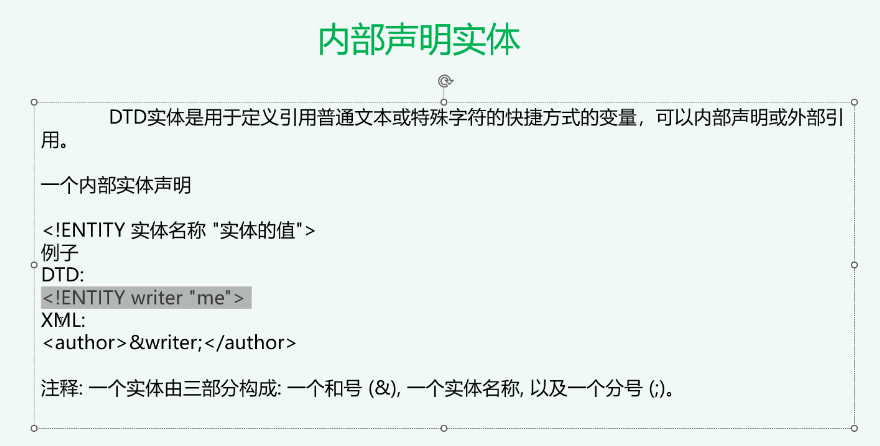 内部声明实体
DTD实体是用于定义引用普通文本或特殊字符的快捷方式的变量，可以内部声明或外部引
用。
一个内部实体声明
<!ENTITY 实体名称 "实体的值">
例子
DTD:
<!ENTITY writer "me">
XML:
<author>&writer;</author>
注释: 一个实体由三部分构成: 一个和号 (&), 一个实体名称, 以及一个分号 (;)。